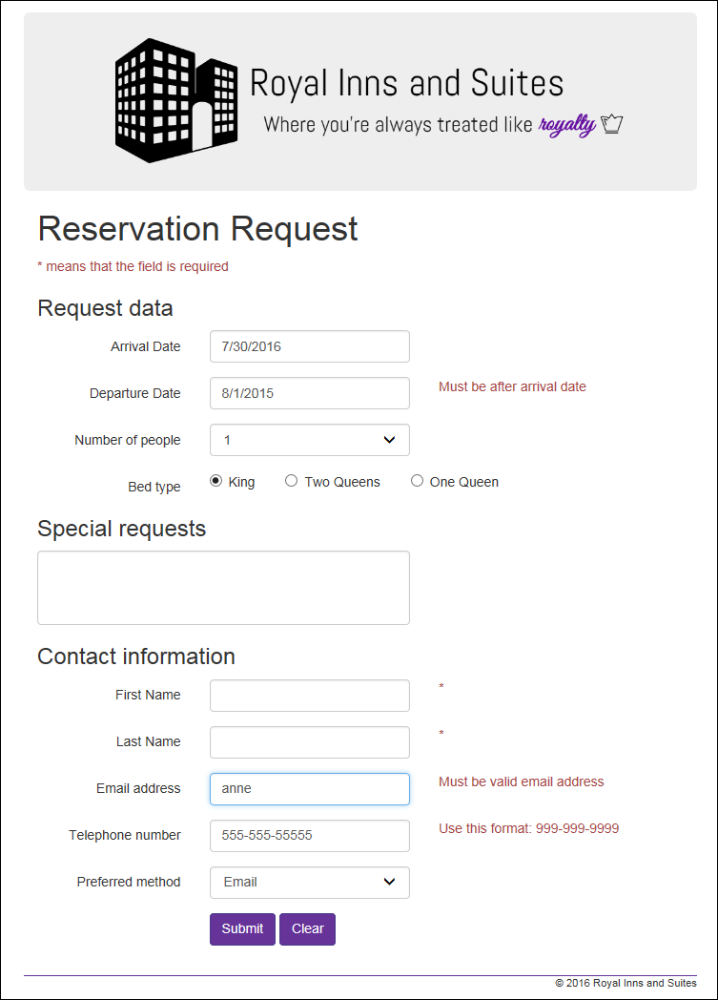 Royal Inns and Suites
Where you're always treated like royalty
Reservation Request
* means that the field is required
Request data
Arrival Date 7/30/2016
Departure Date 8/1/2015 Must be after arrival date
Number of people 1
Bed type King Two Queens One Queen
Special requests
Contact information
First Name *
Last Name *
Email address anne Must be valid email address
Telephone number 555-555-55555 Use this format: 999-999-9999
Preferred method Email
Submit Clear
© 2016 Royal Inns and Suites